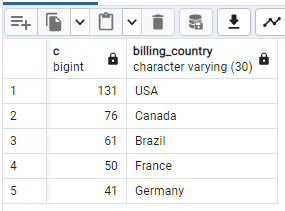 c billing_country
bigint character varying (30)
1 131 USA
2 76 Canada
3 61 Brazil
4 50 France
5 41 Germany